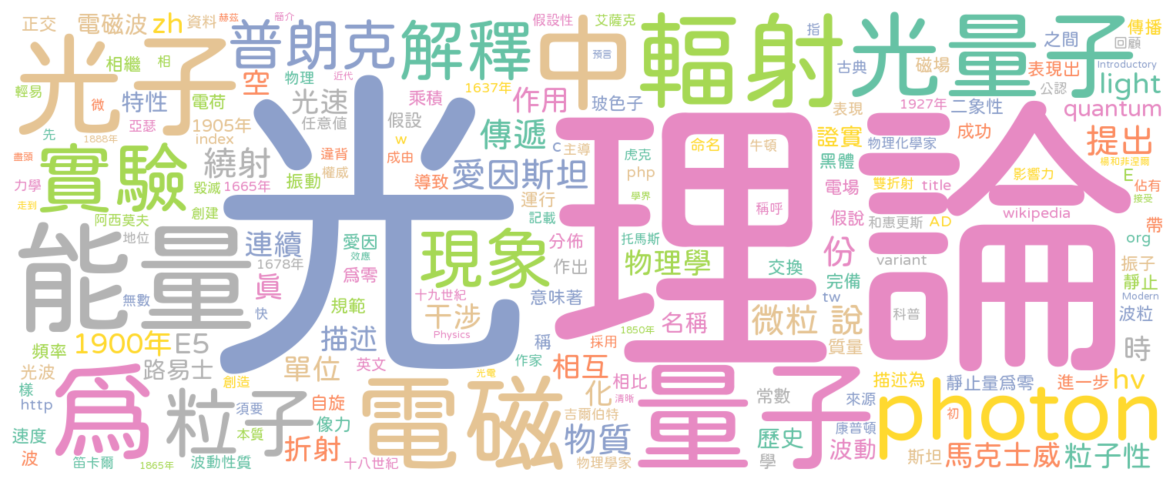 正交 電磁波 zh 資料 赫茲 簡介 普朗克 解釋 假設性 艾薩克 中 預言 輻射 指 光量子 之間 傳播 回顧
光子 相繼 相 空 物理 近代 1637年 古典 磁場 表現出 公認 Introductory
輕易 微 特性 電荷 光速 乘積 作用 玻色子 表現 1927年 二象性 light
先 亞瑟 1905年 任意值 假設 w 傳遞 c 主導 虎克 命名 牛頓 證實 物理化學家 成功 quantum
1888年 index 繞射 違背 成由 php 黑體 提出
盡頭 實驗 毀滅 1665年 振動 權威 導致 愛因斯坦 學界 稱呼 電場 雙折射 title 影響力 楊和菲涅爾 E 佔有
力學 走到 創建 光 運行 理論 假說 wikipedia 接受
阿西莫夫 記載 和惠更斯 AD 帶
能量 地位 連續 愛因 效應 現象 分佈 托馬斯 交換 份 variant org
1678年 作出 物理學 完備 振子
無數 快 眞 爲零 十九世紀 意味著 tw 靜止 Modern
規範 干涉 名稱 微粒 說 科普 波粒
頻率 1900年 E5 描述 Physics 稱 採用 1850年 質量 時
光波 路易士 單位 英文 作家 光電 相互 量子 描述為 靜止量爲零 進一步 hv
樣 爲 粒子 創造 電磁 化 相比 清晰 常數 來源 photon 初
http 須要 自旋 像力 吉爾伯特 康普頓
速度 本質 折射 物質 歷史
波 笛卡爾 1865年 波動性質 十八世紀 物理學家 學 波動 斯坦 馬克士威 粒子性